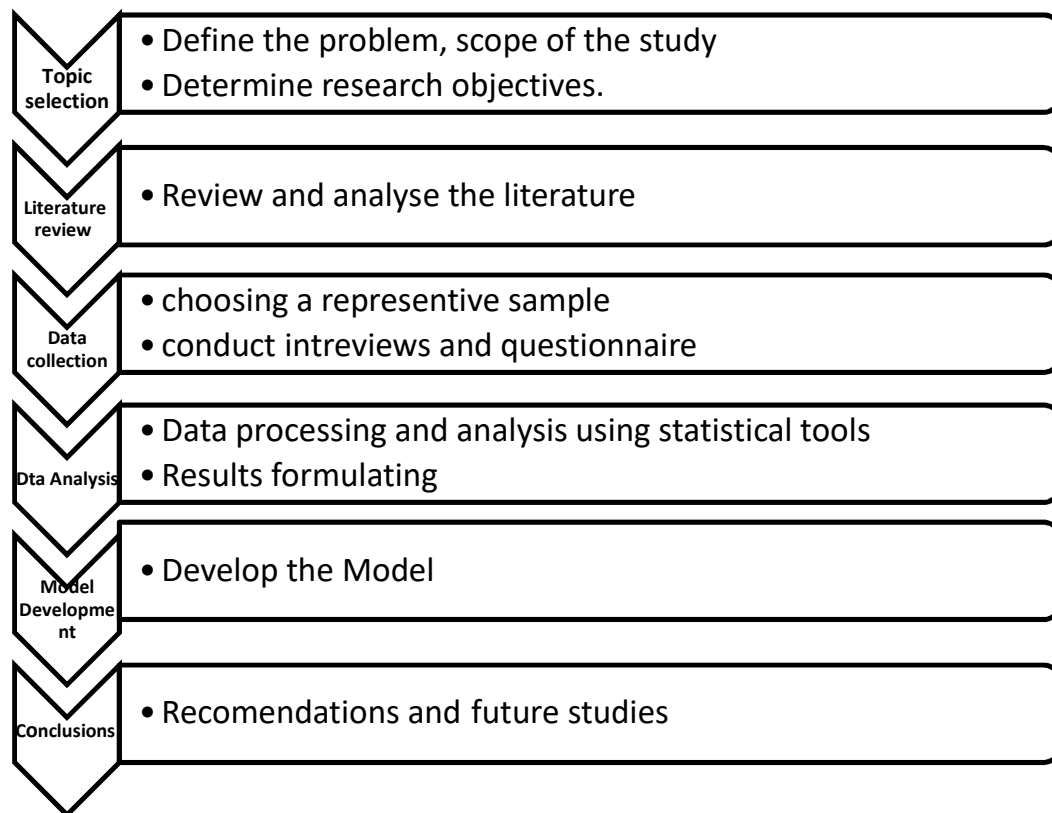 Topic
selection
• Define the problem, scope of the study
• Determine research objectives.
Literature
review
• Review and analyse the literature
Data
collection
• choosing a representive sample
• conduct intreviews and questionnaire
Dta Analysis
• Data processing and analysis using statistical tools
• Results formulating
Model
Developme
nt
• Develop the Model
Conclusions
• Recomendations and future studies